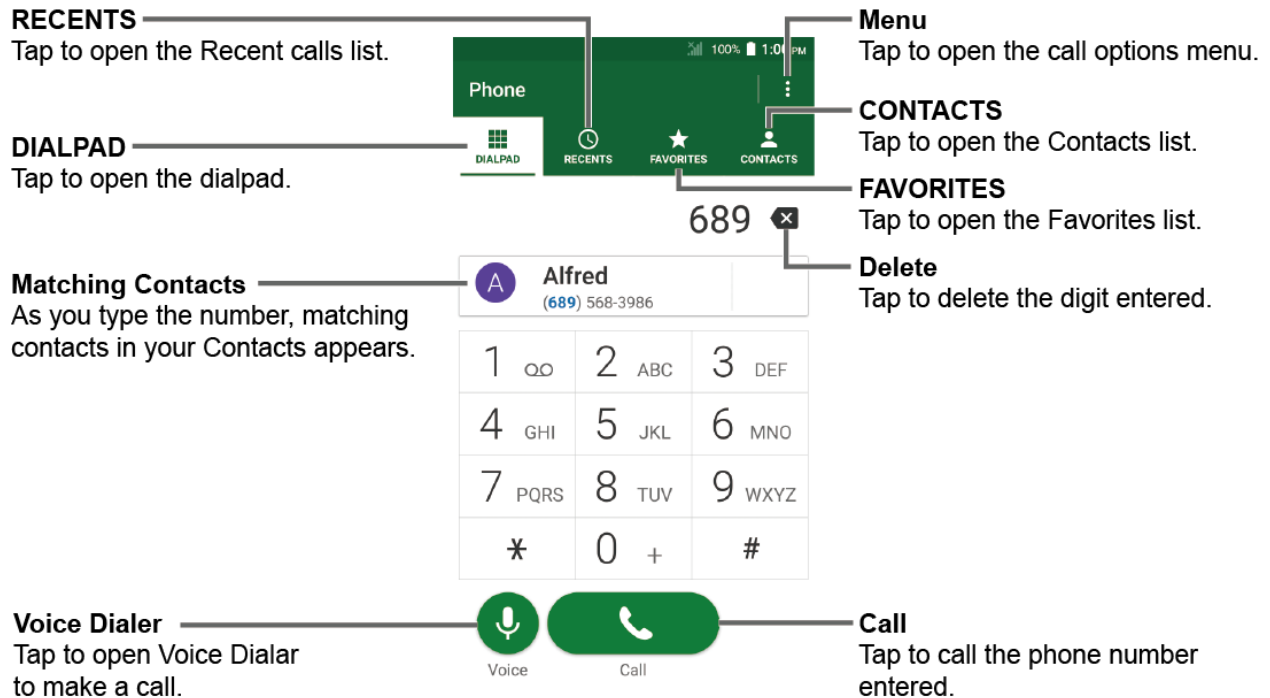 RECENTS
Tap to open the Recent calls list.
DIALPAD
Tap to open the dialpad.
Matching Contacts
As you type the number, matching
contacts in your Contacts appears.
Voice Dialer
Tap to open Voice Dialar
to make a call.
100% 1:00 PM
Phone
DIALPAD RECENTS FAVORITES CONTACTS
689
A Alfred
(689) 568-3986
1 2 ABC 3 DEF
4 GHI 5 JKL 6 MNO
7 PQRS 8 TUV 9 WXYZ
* 0 + #
Voice Call
Menu
Tap to open the call options menu.
CONTACTS
Tap to open the Contacts list.
FAVORITES
Tap to open the Favorites list.
Delete
Tap to delete the digit entered.
Call
Tap to call the phone number
entered.